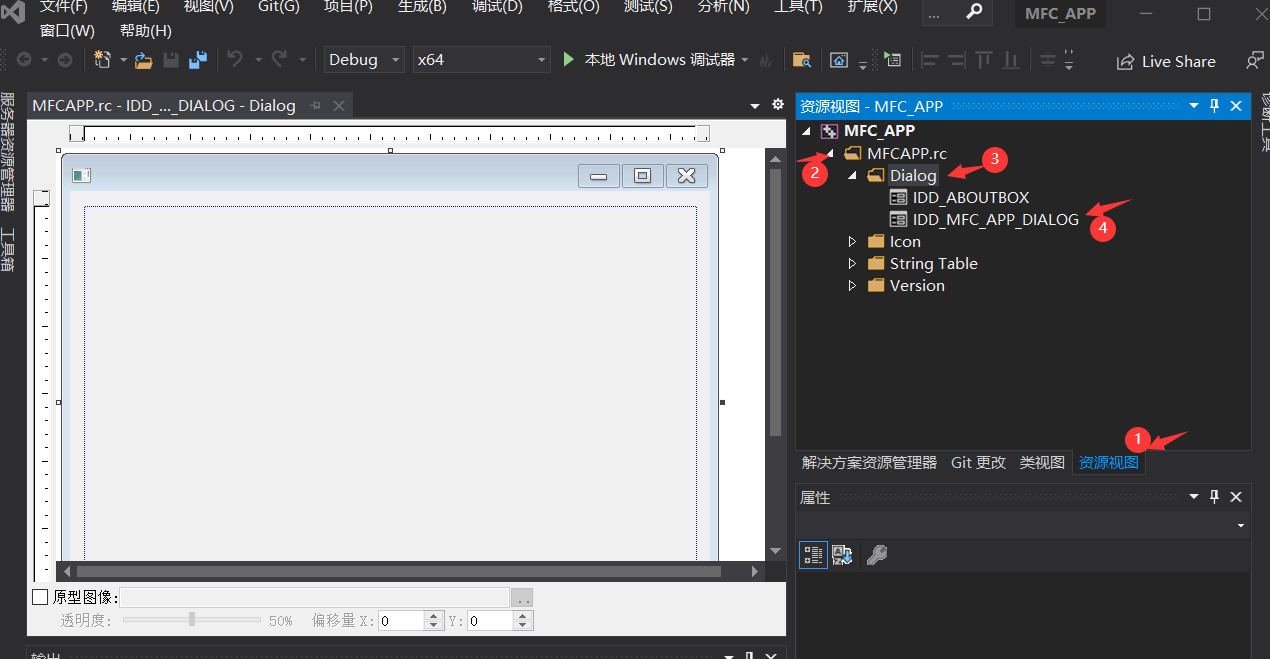 文件(F) 编辑(E) 视图(V) Git(G) 项目(P) 生成(B) 调试(D) 格式(O) 测试(S) 分析(N) 工具(T) 扩展(X) ... MFC_APP
窗口(W) 帮助(H)
Debug x64 本地 Windows 调试器 Live Share
服务器资源管理器
工具箱
MFCAPP.rc - IDD_..._DIALOG - Dialog
原型图像: ..
透明度: 50% 偏移量 X: 0 Y: 0
输出
资源视图 - MFC_APP
MFC_APP
MFCAPP.rc
2
3
Dialog
IDD_ABOUTBOX
IDD_MFC_APP_DIALOG
4
Icon
String Table
Version
1
解决方案资源管理器 Git 更改 类视图 资源视图
属性
诊断工具